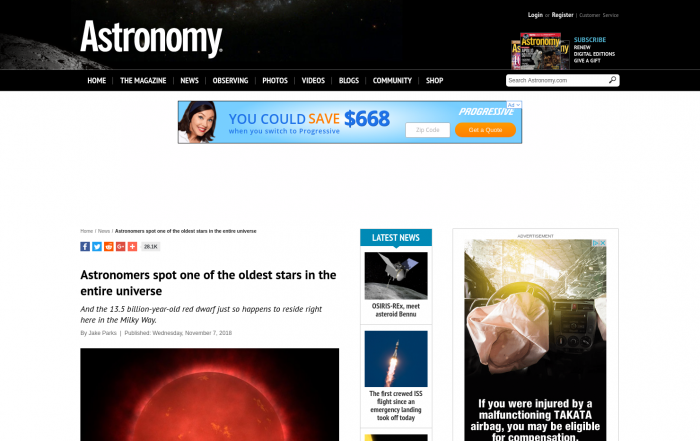 Login or Register | Customer Service
Astronomy
SUBSCRIBE
RENEW
DIGITAL EDITIONS
GIVE A GIFT
HOME THE MAGAZINE NEWS OBSERVING PHOTOS VIDEOS BLOGS COMMUNITY SHOP
Search Astronomy.com
Ad
YOU COULD SAVE $668
when you switch to Progressive
PROGRESSIVE
Zip Code
Get a Quote
Home / News / Astronomers spot one of the oldest stars in the entire universe
28.1K
Astronomers spot one of the oldest stars in the
entire universe
And the 13.5 billion-year-old red dwarf just so happens to reside right
here in the Milky Way.
By Jake Parks | Published: Wednesday, November 7, 2018
LATEST NEWS
OSIRIS-REx, meet
asteroid Bennu
The first crewed ISS
flight since an
emergency landing
took off today
ADVERTISEMENT
If you were injured by a
malfunctioning TAKATA
airbag, you may be eligible
for compensation.